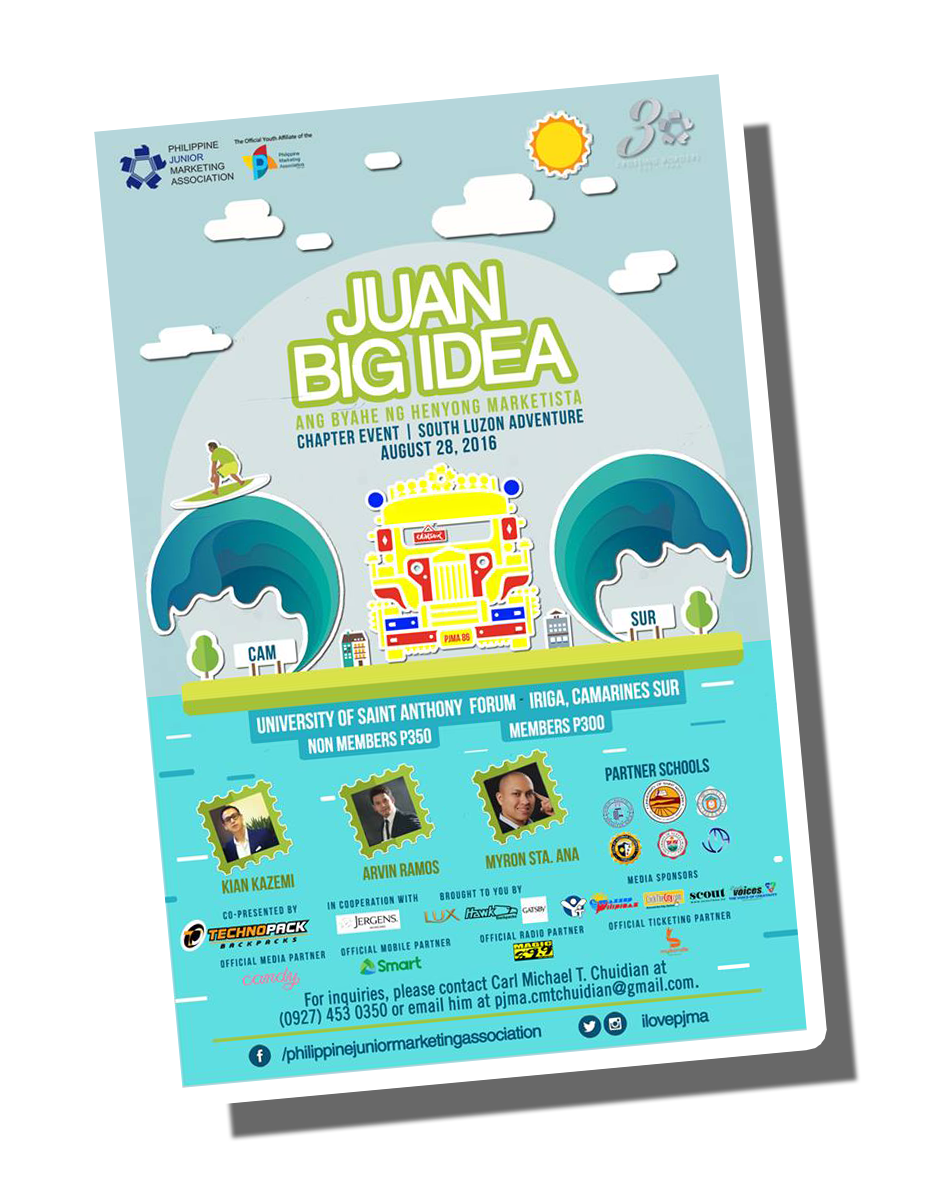 PHILIPPINE
JUNIOR
MARKETING
ASSOCIATION
The Official Youth Affiliate of the
Philippine
Marketing
Association
30
JUAN
BIG IDEA
ANG BYAHE NG HENYONG MARKETISTA
CHAPTER EVENT | SOUTH LUZON ADVENTURE
AUGUST 28, 2016
PJMA 86
CAM
SUR
UNIVERSITY OF SAINT ANTHONY FORUM - IRIGA, CAMARINES SUR
NON MEMBERS P350
MEMBERS P300
PARTNER SCHOOLS
KIAN KAZEMI
ARVIN RAMOS
MYRON STA. ANA
MEDIA SPONSORS
CO-PRESENTED BY
TECHNOPACK
BACKPACKS
IN COOPERATION WITH
JERGENS
BROUGHT TO YOU BY
LUX
Hawk
GATSBY
scout
voices
OFFICIAL MEDIA PARTNER
candy
OFFICIAL MOBILE PARTNER
Smart
OFFICIAL RADIO PARTNER
MAGIC
OFFICIAL TICKETING PARTNER
For inquiries, please contact Carl Michael T. Chuidian at
(0927) 453 0350 or email him at pjma.cmtchuidian@gmail.com.
/philippinejuniormarketingassociation
ilovepjma